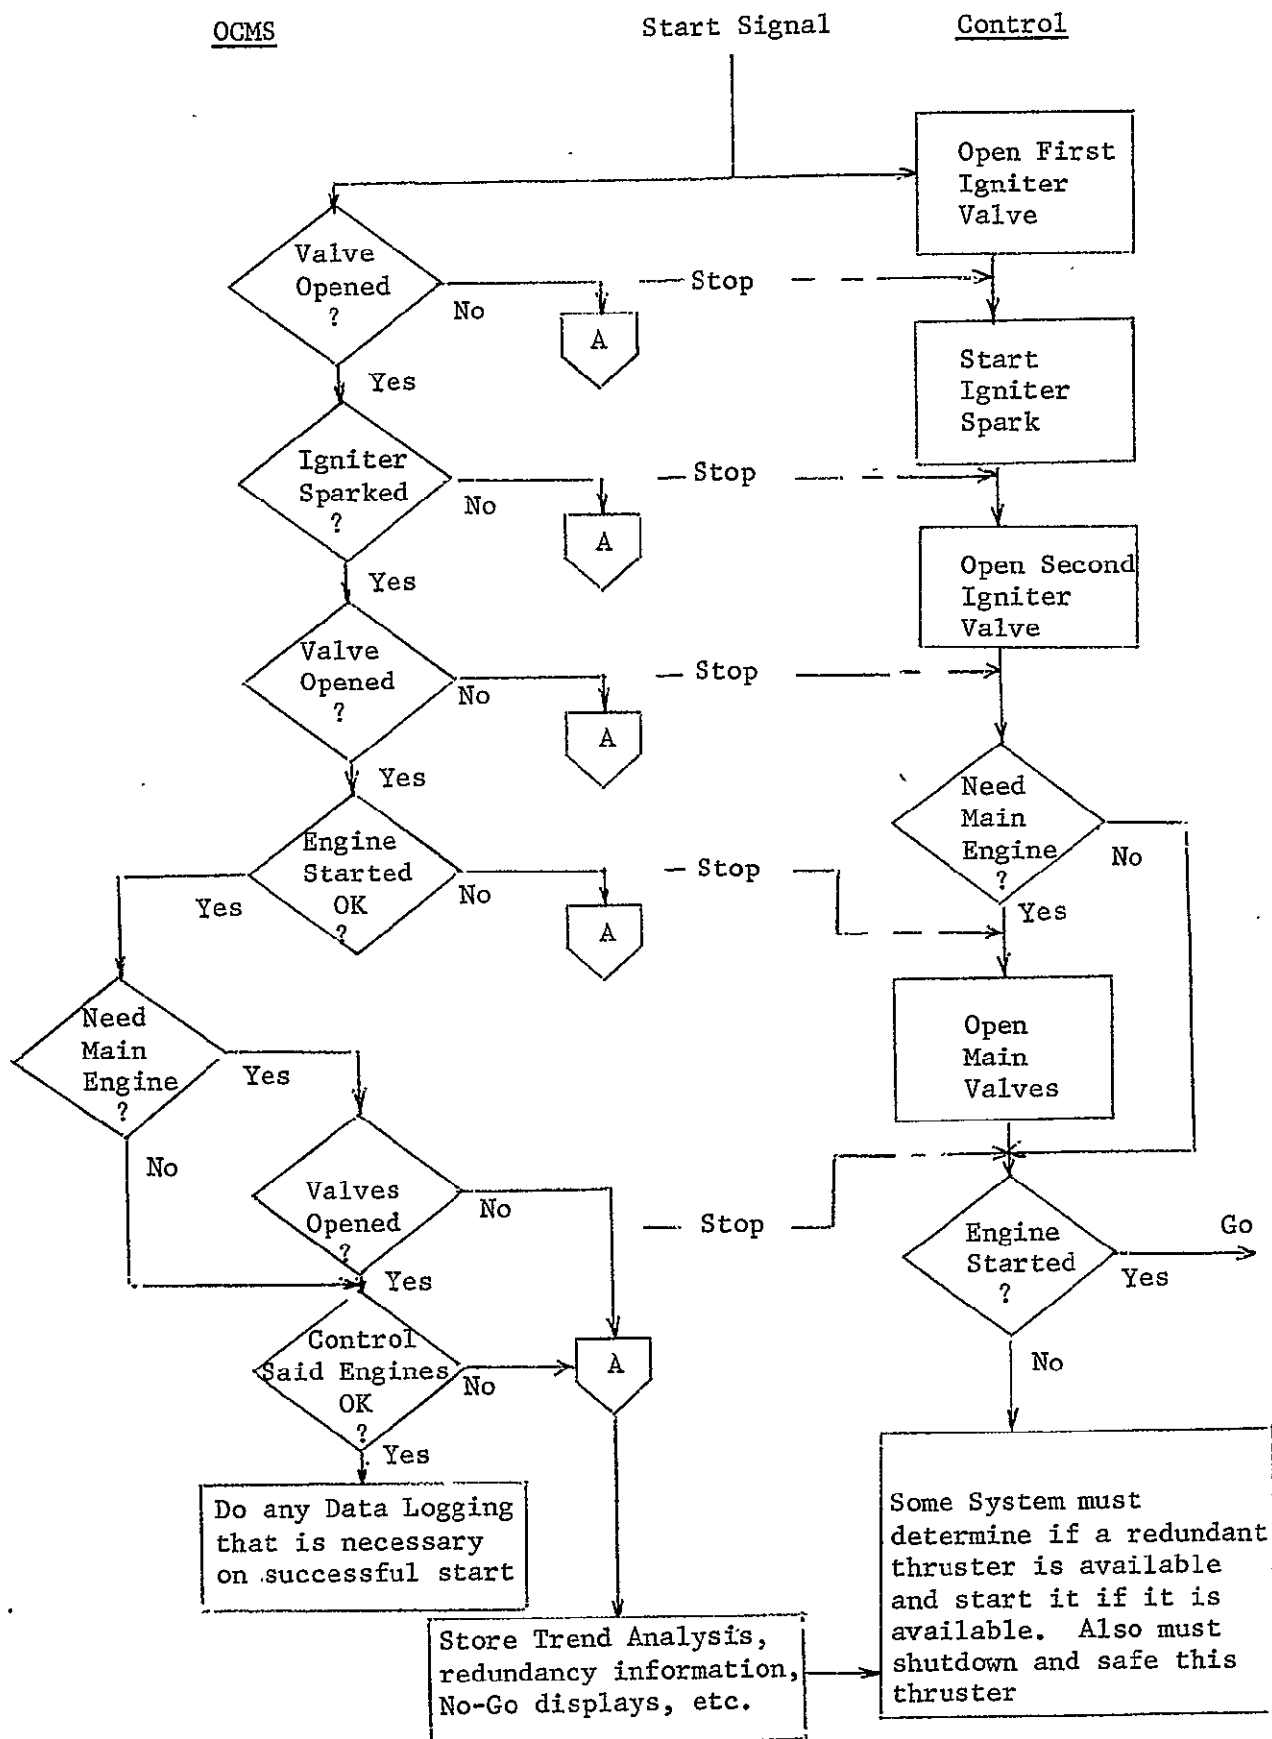 OCMS
Start Signal
Control
Open First
Igniter
Valve
Valve
Opened
?
No
A
Stop
Yes
Start
Igniter
Spark
Igniter
Sparked
?
No
A
Stop
Yes
Open Second
Igniter
Valve
Valve
Opened
?
No
A
Stop
Yes
Need
Main
Engine
?
No
Yes
Engine
Started
OK
?
Yes
No
A
Stop
Open
Main
Valves
Need
Main
Engine
?
Yes
No
Valves
Opened
?
No
Yes
Stop
Engine
Started
?
Go
Yes
No
Control
Said Engines
OK
?
No
A
Yes
Do any Data Logging
that is necessary
on successful start
Store Trend Analysis,
redundancy information,
No-Go displays, etc.
Some System must
determine if a redundant
thruster is available
and start it if it is
available. Also must
shutdown and safe this
thruster